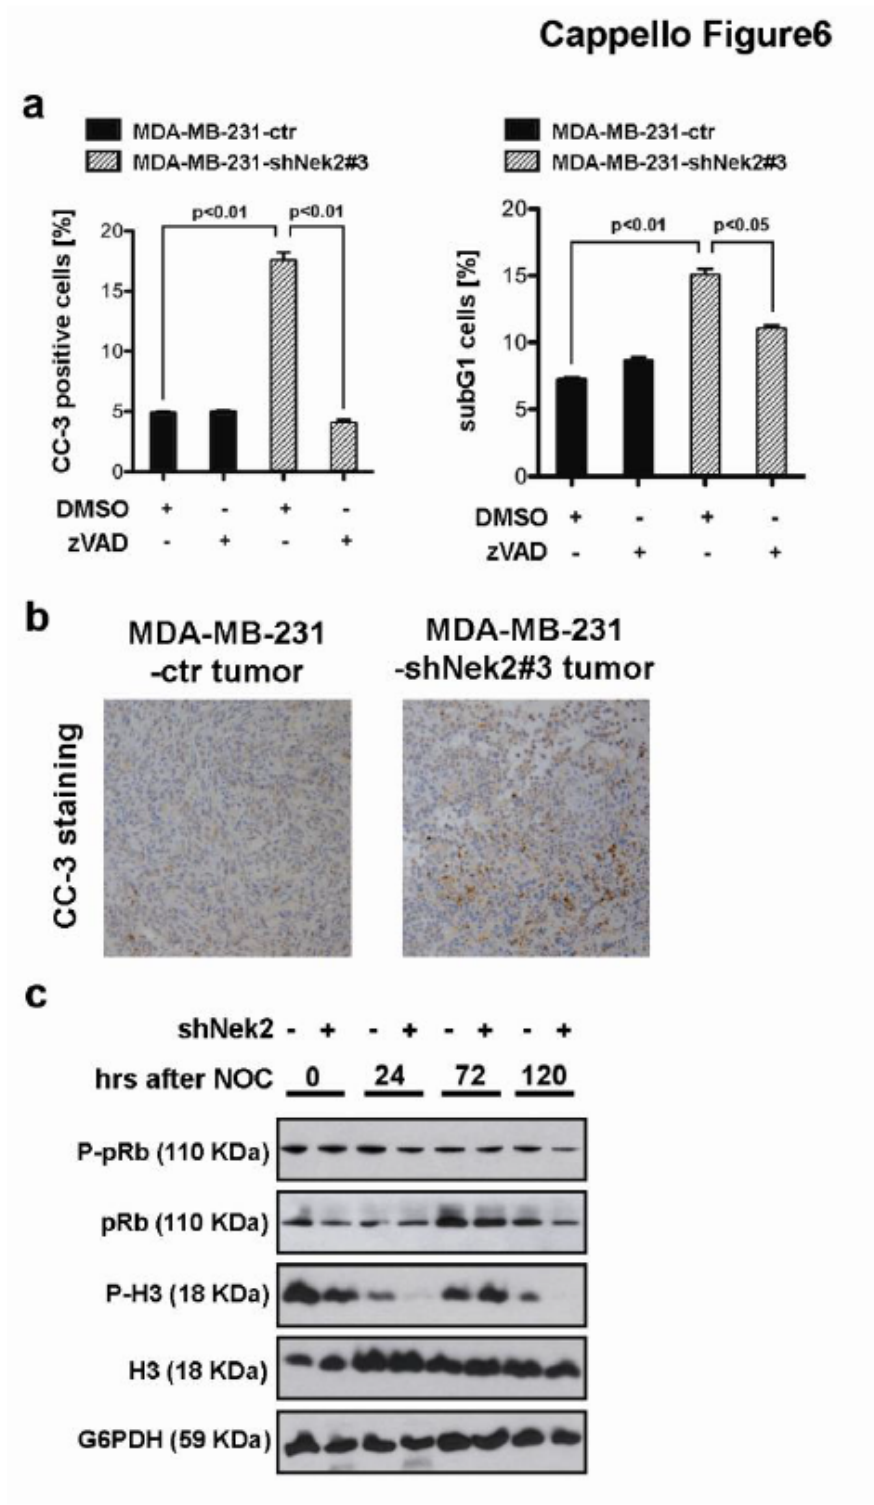 Cappello Figure6
a
MDA-MB-231-ctr
MDA-MB-231-shNek2#3
CC-3 positive cells [%]
20
15
10
5
0
p<0.01 p<0.01
DMSO + - + -
zVAD - + - +
MDA-MB-231-ctr
MDA-MB-231-shNek2#3
subG1 cells [%]
20
15
10
5
0
p<0.01 p<0.05
DMSO + - + -
zVAD - + - +
b
MDA-MB-231
-ctr tumor
MDA-MB-231
-shNek2#3 tumor
CC-3 staining
c
shNek2 - + - + - + - +
hrs after NOC 0 24 72 120
P-pRb (110 KDa)
pRb (110 KDa)
P-H3 (18 KDa)
H3 (18 KDa)
G6PDH (59 KDa)